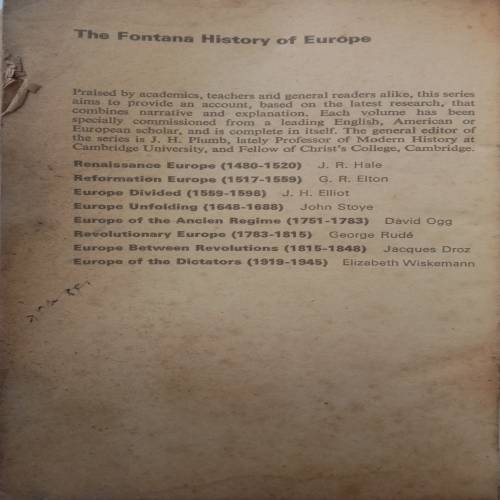 The Fontana History of Europe
Praised by academics, teachers and general readers alike, this series
aims to provide an account, based on the latest research, that
combines narrative and explanation. Each volume has been
specially commissioned from a leading English, American or
European scholar, and is complete in itself. The general editor of
the series is J. H. Plumb, lately Professor of Modern History at
Cambridge University, and Fellow of Christ's College, Cambridge.
Renaissance Europe (1480-1520) J. R. Hale
Reformation Europe (1517-1559) G. R. Elton
Europe Divided (1559-1598) J. H. Elliot
Europe Unfolding (1648-1688) John Stoye
Europe of the Ancien Regime (1751-1783) David Ogg
Revolutionary Europe (1783-1815) George Rudé
Europe Between Revolutions (1815-1848) Jacques Droz
Europe of the Dictators (1919-1945) Elizabeth Wiskemann